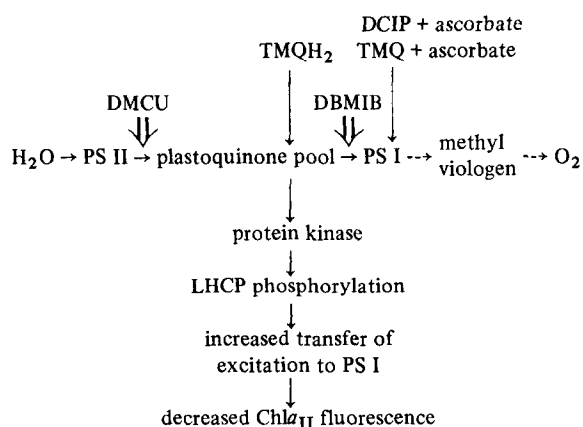 DCIP + ascorbate
TMQH₂ TMQ + ascorbate
DMCU DBMIB
H₂O → PS II → plastoquinone pool → PS I ⇢ methyl viologen ⇢ O₂
protein kinase
LHCP phosphorylation
increased transfer of
excitation to PS I
decreased Chla_II fluorescence